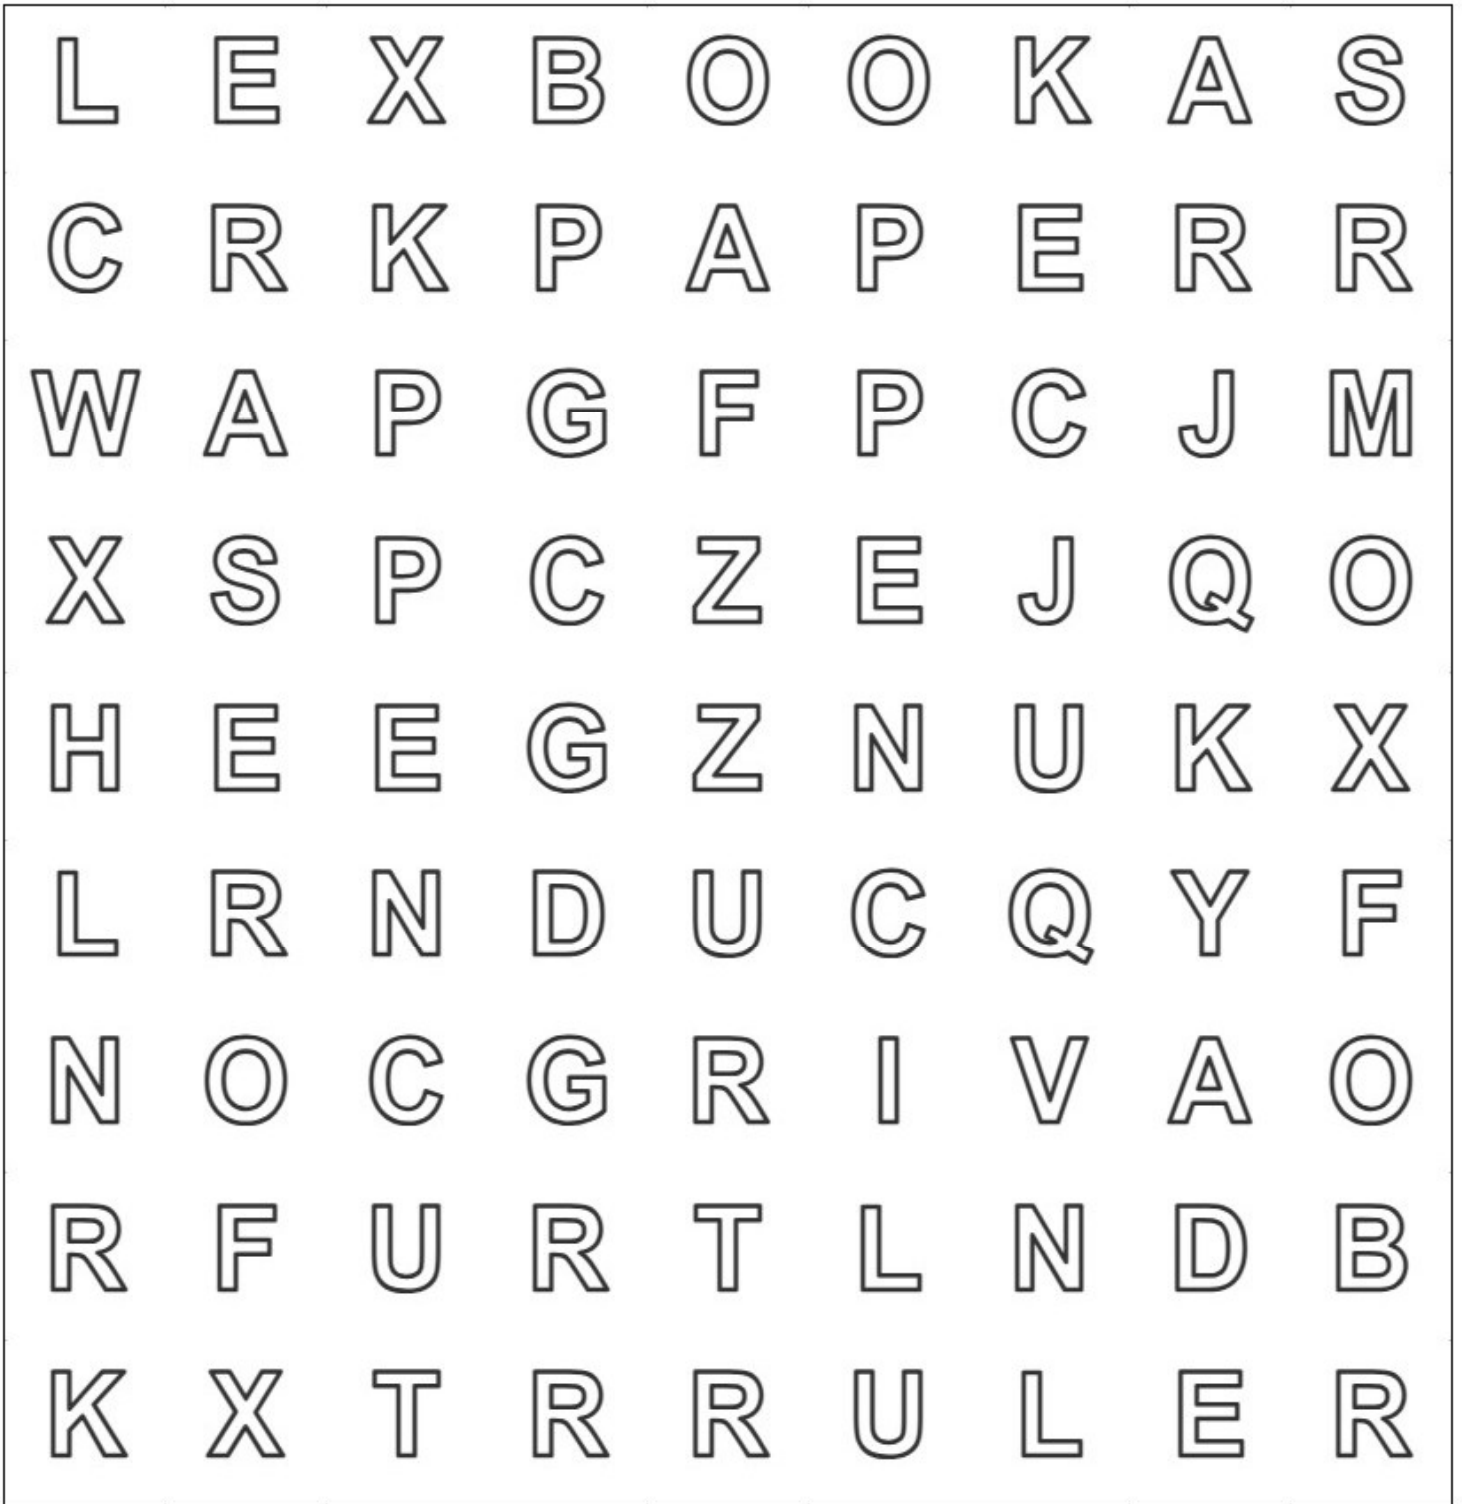 L E X B O O K A S
C R K P A P E R R
W A P G F P C J M
X S P C Z E J Q O
H E E G Z N U K X
L R N D U C Q Y F
N O C G R I V A O
R F U R T L N D B
K X T R R U L E R